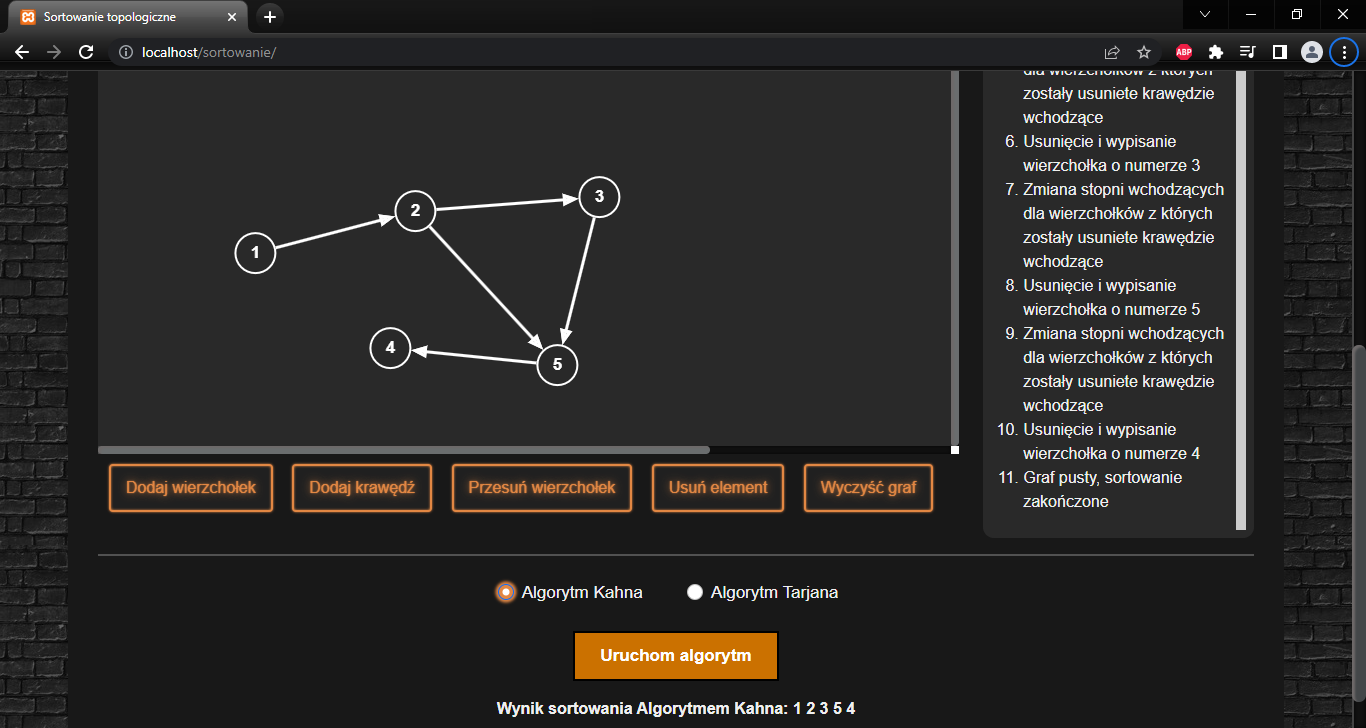 Sortowanie topologiczne
localhost/sortowanie/
ABP
1
2
3
4
5
dla wierzchołków z których
zostały usuniete krawędzie
wchodzące
6. Usunięcie i wypisanie
wierzchołka o numerze 3
7. Zmiana stopni wchodzących
dla wierzchołków z których
zostały usuniete krawędzie
wchodzące
8. Usunięcie i wypisanie
wierzchołka o numerze 5
9. Zmiana stopni wchodzących
dla wierzchołków z których
zostały usuniete krawędzie
wchodzące
10. Usunięcie i wypisanie
wierzchołka o numerze 4
11. Graf pusty, sortowanie
zakończone
Dodaj wierzchołek
Dodaj krawędź
Przesuń wierzchołek
Usuń element
Wyczyść graf
Algorytm Kahna
Algorytm Tarjana
Uruchom algorytm
Wynik sortowania Algorytmem Kahna: 1 2 3 5 4